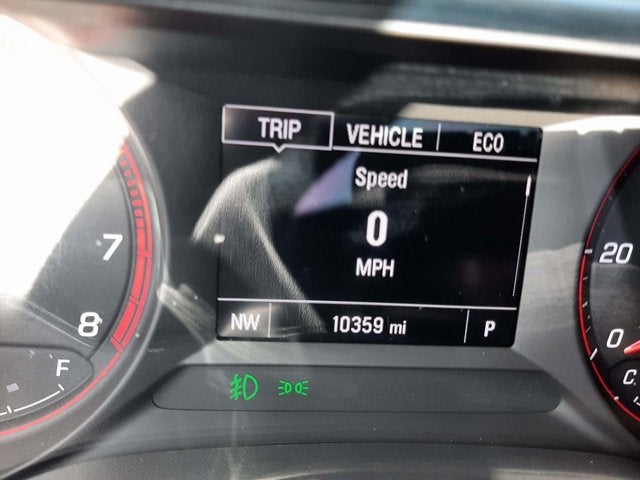 TRIP VEHICLE ECO
Speed
0
MPH
NW 10359 mi P
7
8
F
20
0
C